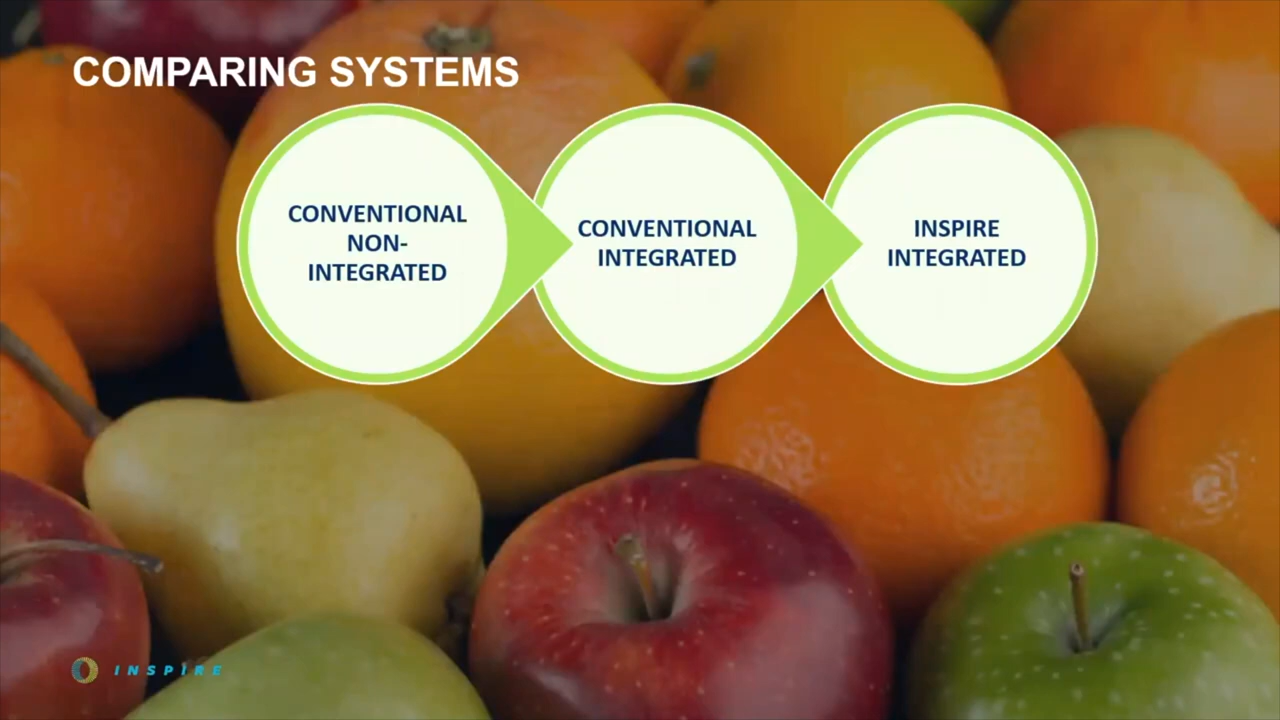 COMPARING SYSTEMS
CONVENTIONAL
NON-
INTEGRATED
CONVENTIONAL
INTEGRATED
INSPIRE
INTEGRATED
INSPIRE